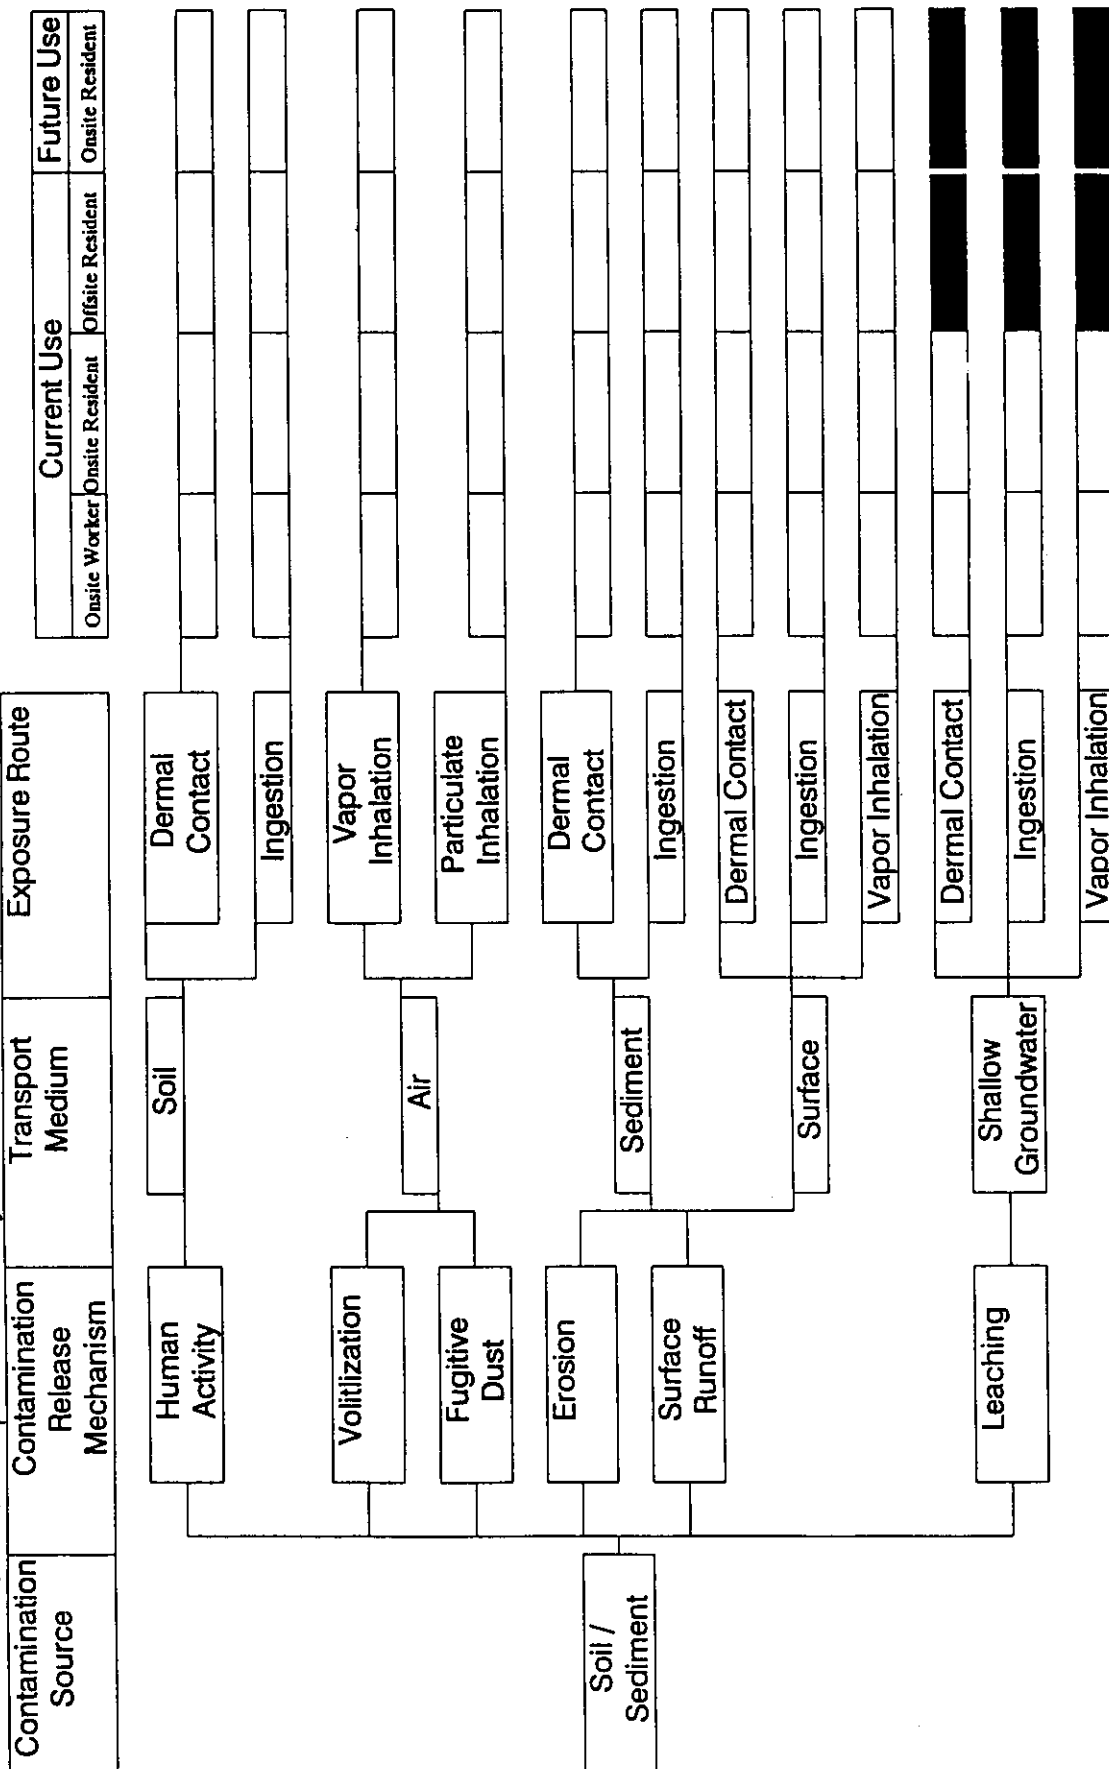 Contamination
Source
Contamination
Release
Mechanism
Transport
Medium
Exposure Route
Current Use
Future Use
Onsite Worker
Onsite Resident
Offsite Resident
Onsite Resident
Soil /
Sediment
Human
Activity
Volitlization
Fugitive
Dust
Erosion
Surface
Runoff
Leaching
Soil
Air
Sediment
Surface
Shallow
Groundwater
Dermal
Contact
Ingestion
Vapor
Inhalation
Particulate
Inhalation
Dermal
Contact
Ingestion
Dermal Contact
Ingestion
Vapor Inhalation
Dermal Contact
Ingestion
Vapor Inhalation